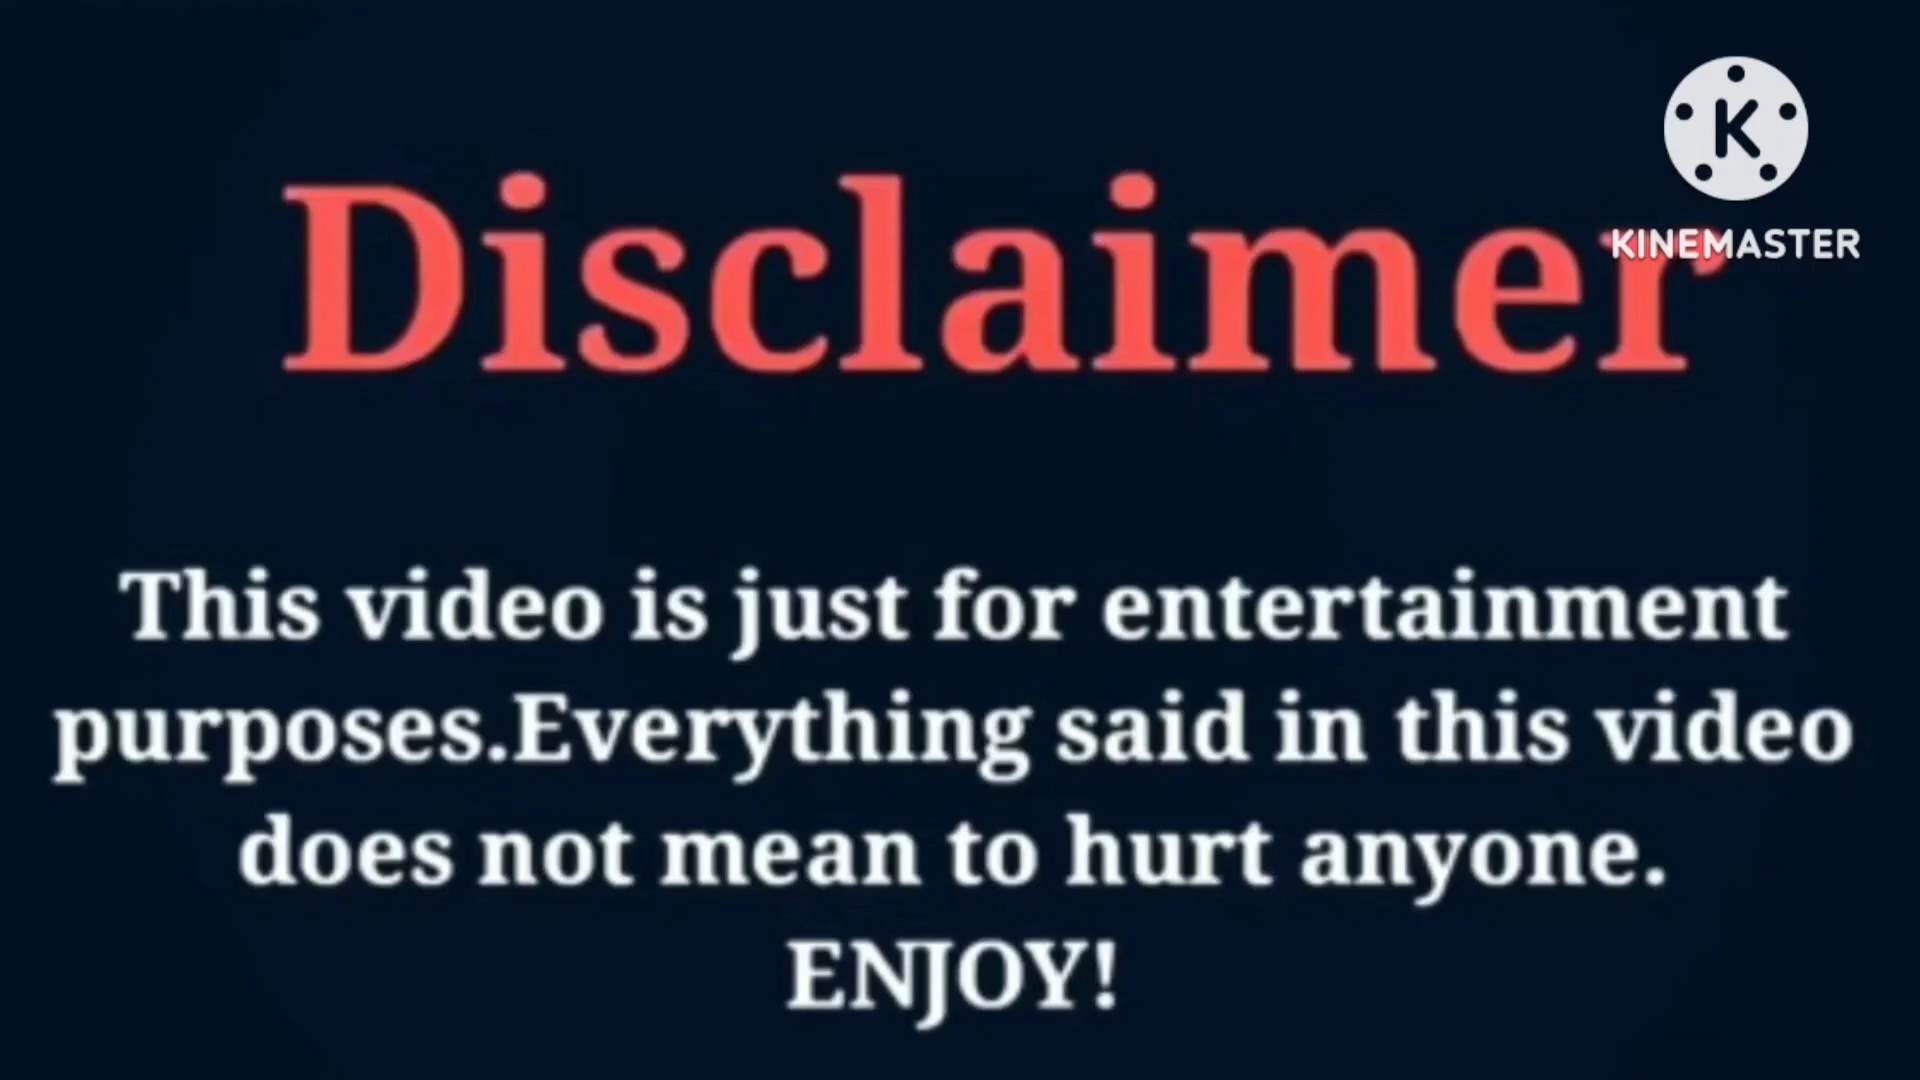 K
KINEMASTER
Disclaimer
This video is just for entertainment
purposes.Everything said in this video
does not mean to hurt anyone.
ENJOY!